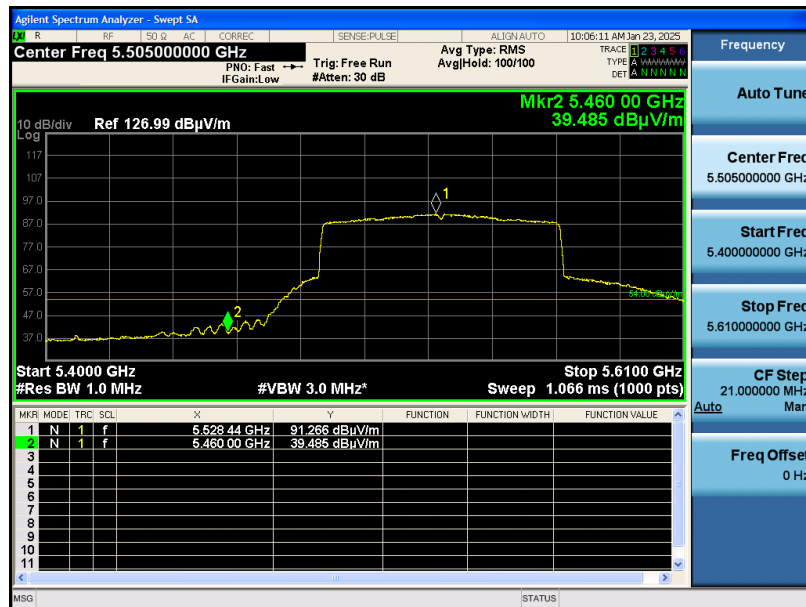 Agilent Spectrum Analyzer - Swept SA
LXI R RF 50 Ω AC CORREC SENSE:PULSE ALIGN AUTO 10:06:11 AM Jan 23, 2025
Center Freq 5.505000000 GHz
PNO: Fast
IFGain:Low
Trig: Free Run
#Atten: 30 dB
Avg Type: RMS
Avg|Hold: 100/100
TRACE 1 2 3 4 5 6
TYPE A WWWWW
DET A N N N N N
Mkr2 5.460 00 GHz
39.485 dBµV/m
10 dB/div Ref 126.99 dBµV/m
Log
117
107
97.0
87.0
77.0
67.0
57.0
47.0
37.0
1
2
54.00 dBµV/m
Start 5.4000 GHz Stop 5.6100 GHz
#Res BW 1.0 MHz #VBW 3.0 MHz* Sweep 1.066 ms (1000 pts)
MKR MODE TRC SCL X Y FUNCTION FUNCTION WIDTH FUNCTION VALUE
1 N 1 f 5.528 44 GHz 91.266 dBµV/m
2 N 1 f 5.460 00 GHz 39.485 dBµV/m
3
4
5
6
7
8
9
10
11
MSG STATUS
Frequency
Auto Tune
Center Freq
5.505000000 GHz
Start Freq
5.400000000 GHz
Stop Freq
5.610000000 GHz
CF Step
21.000000 MHz
Auto Man
Freq Offset
0 Hz